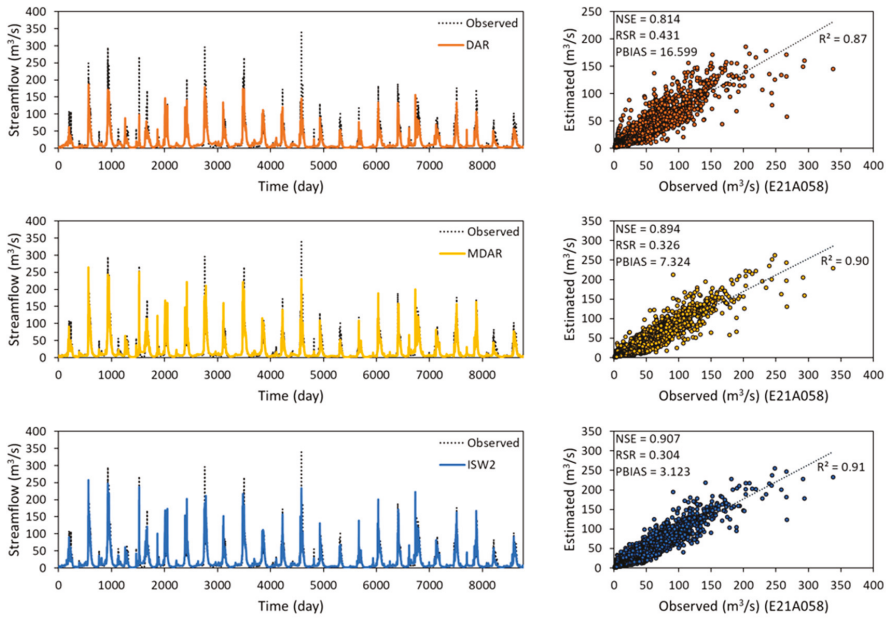 Streamflow (m³/s)
400
350
300
250
200
150
100
50
0
0 1000 2000 3000 4000 5000 6000 7000 8000
Time (day)
Observed
DAR
Estimated (m³/s)
250
200
150
100
50
0
0 50 100 150 200 250 300 350 400
Observed (m³/s) (E21A058)
NSE = 0.814
RSR = 0.431
PBIAS = 16.599
R² = 0.87
Streamflow (m³/s)
400
350
300
250
200
150
100
50
0
0 1000 2000 3000 4000 5000 6000 7000 8000
Time (day)
Observed
MDAR
Estimated (m³/s)
350
300
250
200
150
100
50
0
0 50 100 150 200 250 300 350 400
Observed (m³/s) (E21A058)
NSE = 0.894
RSR = 0.326
PBIAS = 7.324
R² = 0.90
Streamflow (m³/s)
400
350
300
250
200
150
100
50
0
0 1000 2000 3000 4000 5000 6000 7000 8000
Time (day)
Observed
ISW2
Estimated (m³/s)
350
300
250
200
150
100
50
0
0 50 100 150 200 250 300 350 400
Observed (m³/s) (E21A058)
NSE = 0.907
RSR = 0.304
PBIAS = 3.123
R² = 0.91